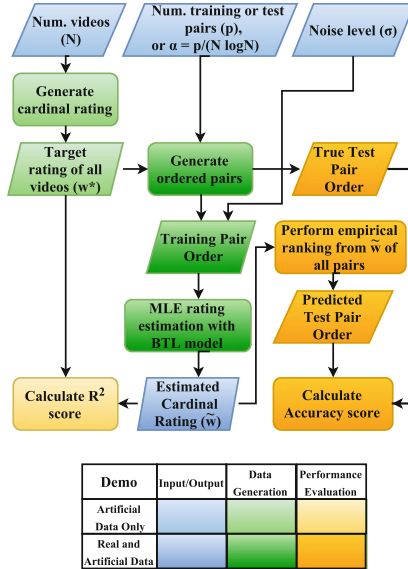 Num. videos
(N)
Num. training or test
pairs (p),
or α = p/(N logN)
Noise level (σ)
Generate
cardinal rating
Target
rating of all
videos (w*)
Generate
ordered pairs
True Test
Pair
Order
Training Pair
Order
Perform empirical
ranking from w̃ of
all pairs
MLE rating
estimation with
BTL model
Predicted
Test Pair
Order
Calculate R²
score
Estimated
Cardinal
Rating (w̃)
Calculate
Accuracy score
Demo
Input/Output
Data
Generation
Performance
Evaluation
Artificial
Data Only
Real and
Artificial Data